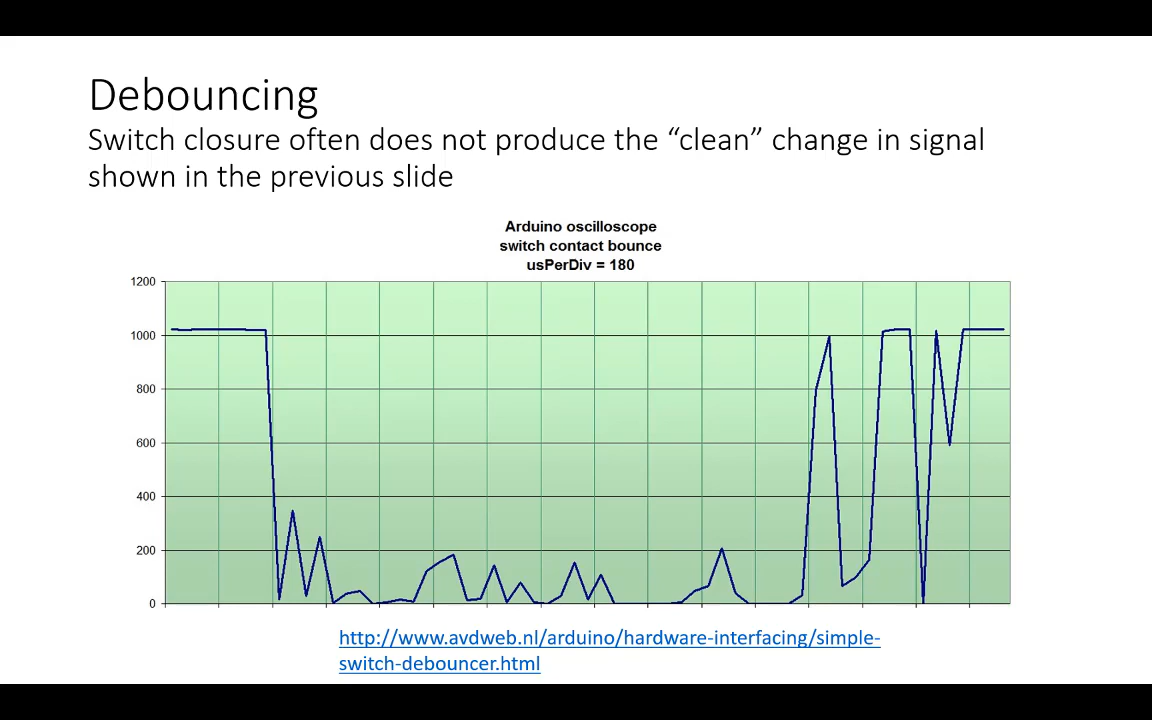 Debouncing
Switch closure often does not produce the “clean” change in signal
shown in the previous slide
Arduino oscilloscope
switch contact bounce
usPerDiv = 180
1200
1000
800
600
400
200
0
http://www.avdweb.nl/arduino/hardware-interfacing/simple-
switch-debouncer.html